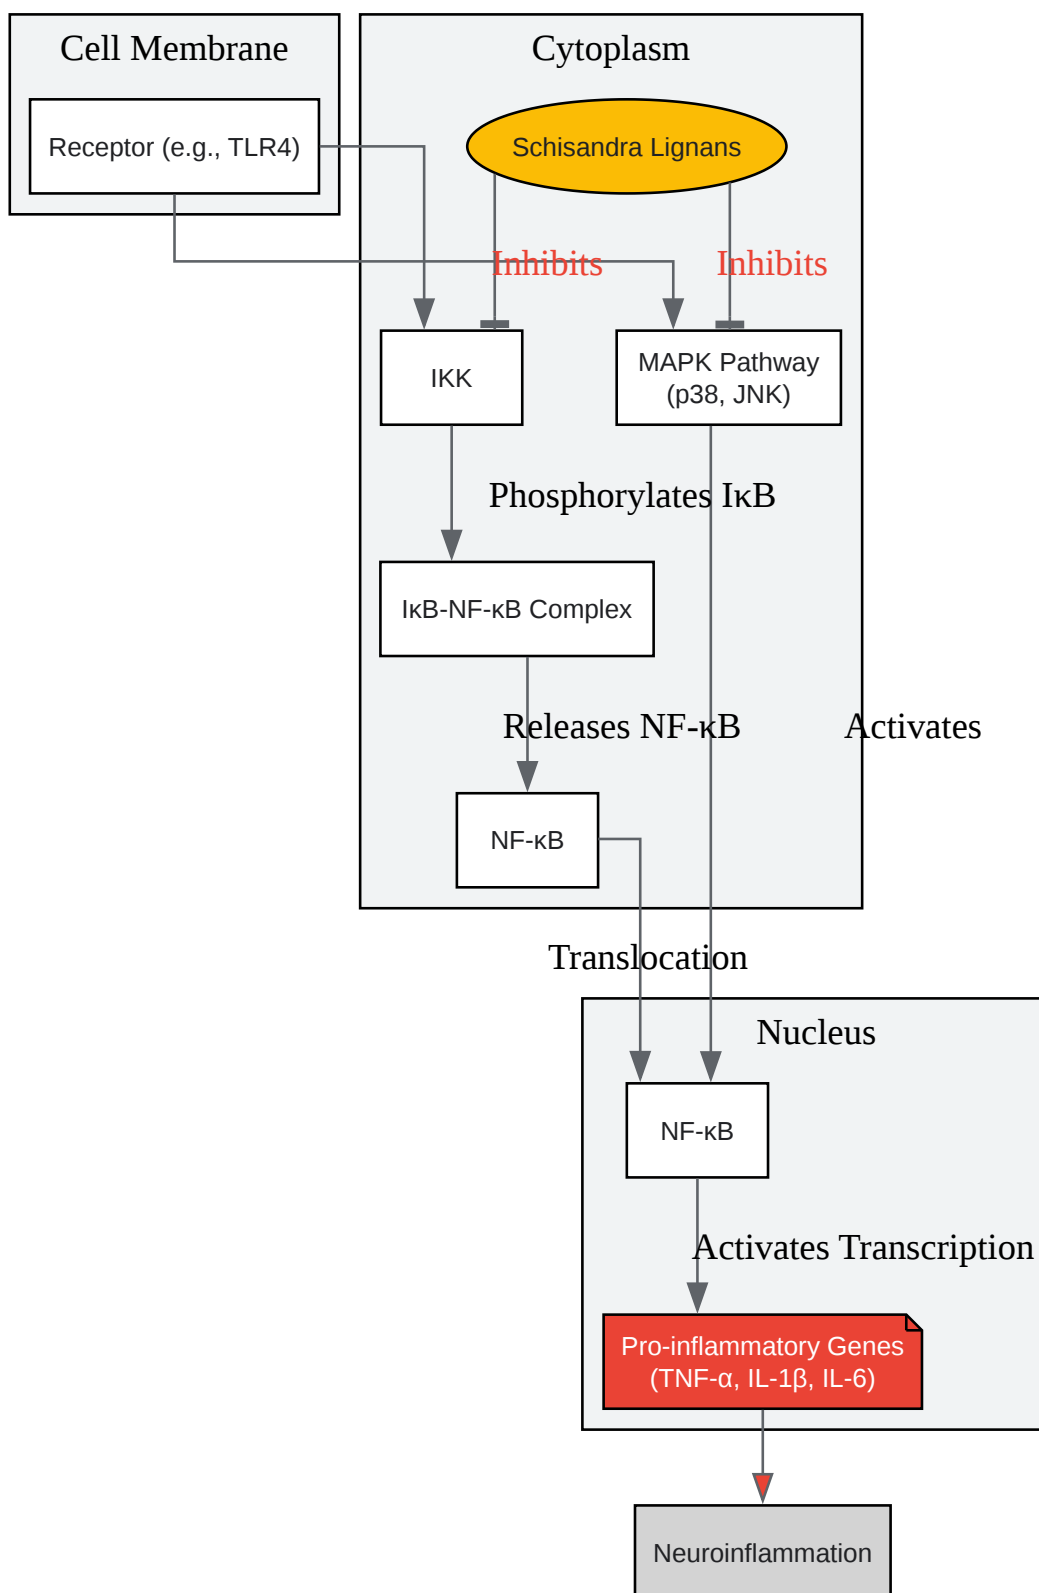 Cell Membrane
Cytoplasm
Receptor (e.g., TLR4)
Schisandra Lignans
Inhibits
Inhibits
IKK
MAPK Pathway
(p38, JNK)
Phosphorylates IκB
IκB-NF-κB Complex
Releases NF-κB
Activates
NF-κB
Translocation
Nucleus
NF-κB
Activates Transcription
Pro-inflammatory Genes
(TNF-α, IL-1β, IL-6)
Neuroinflammation